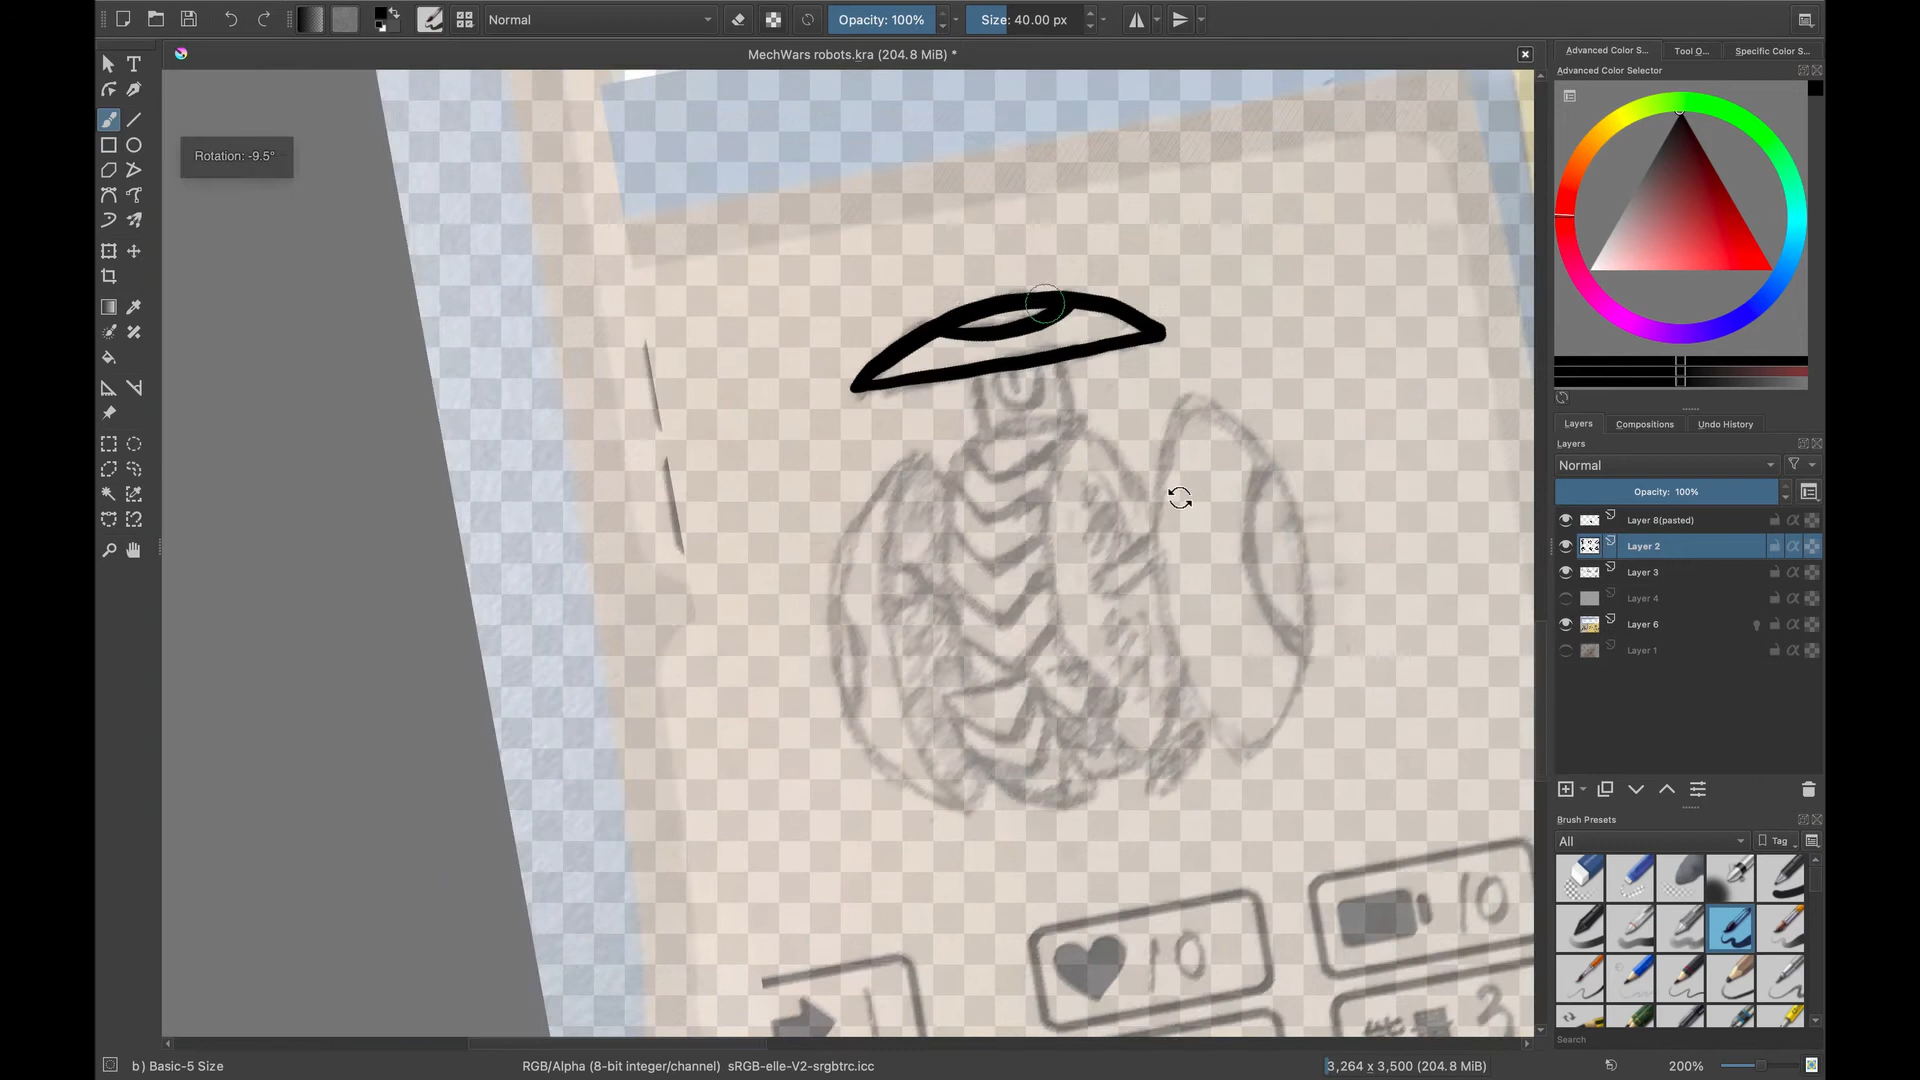 Normal
Opacity: 100%
Size: 40.00 px
MechWars robots.kra (204.8 MiB) *
Advanced Color S...
Tool O...
Specific Color S...
Advanced Color Selector
Rotation: -9.5°
Layers
Compositions
Undo History
Layers
Normal
Opacity: 100%
Layer 8(pasted)
Layer 2
Layer 3
Layer 4
Layer 6
Layer 1
Brush Presets
All
Tag
10
10
3
Search
b) Basic-5 Size
RGB/Alpha (8-bit integer/channel) sRGB-elle-V2-srgbtrc.icc
3,264 x 3,500 (204.8 MiB)
200%